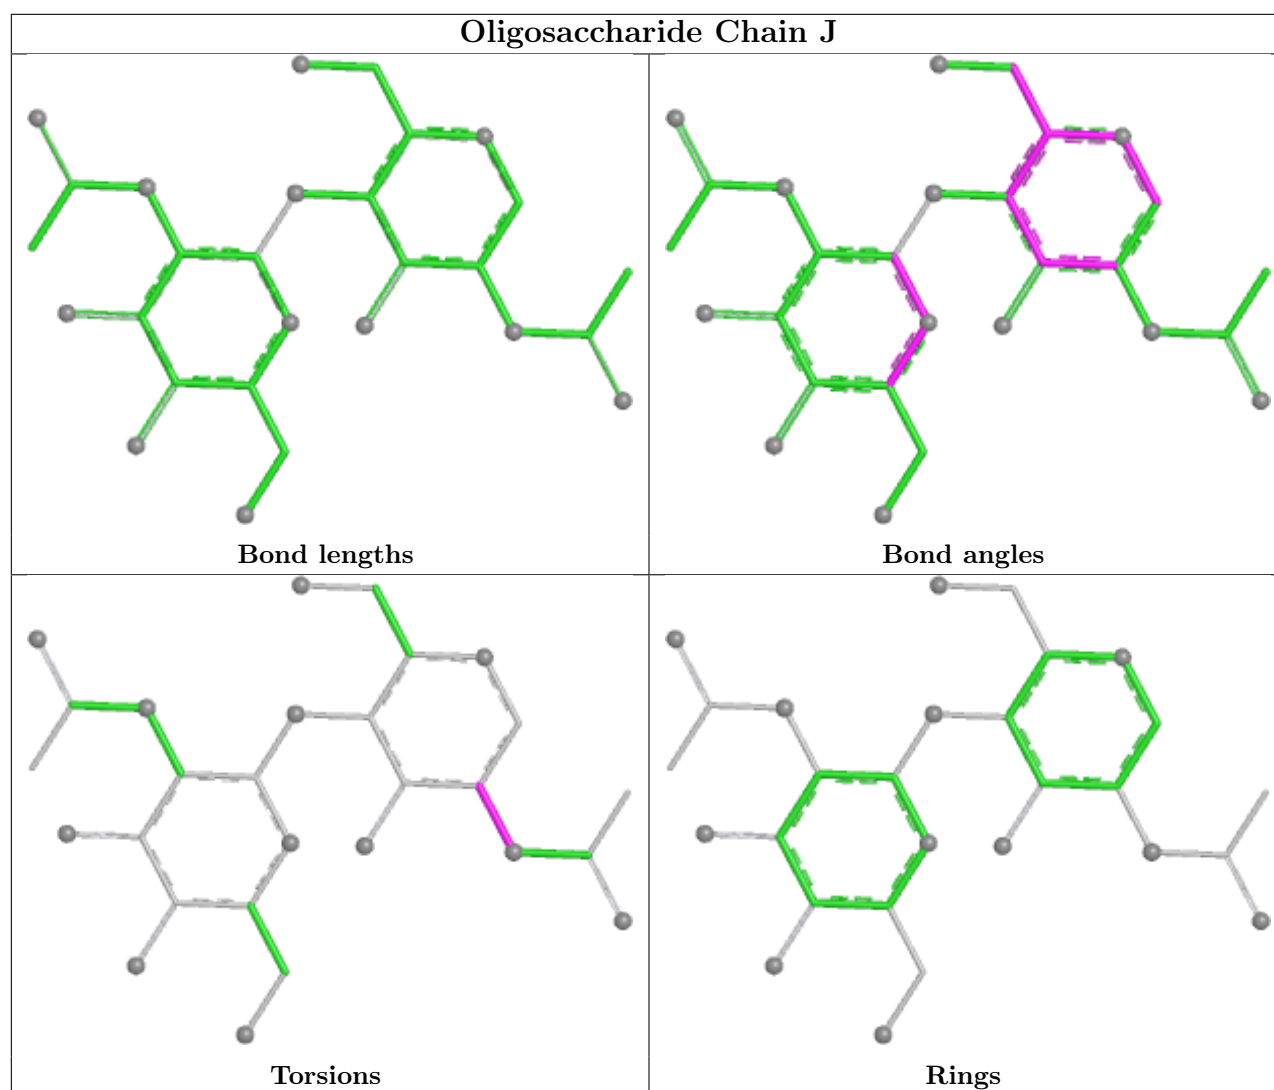 Oligosaccharide Chain J
Bond lengths
Bond angles
Torsions
Rings